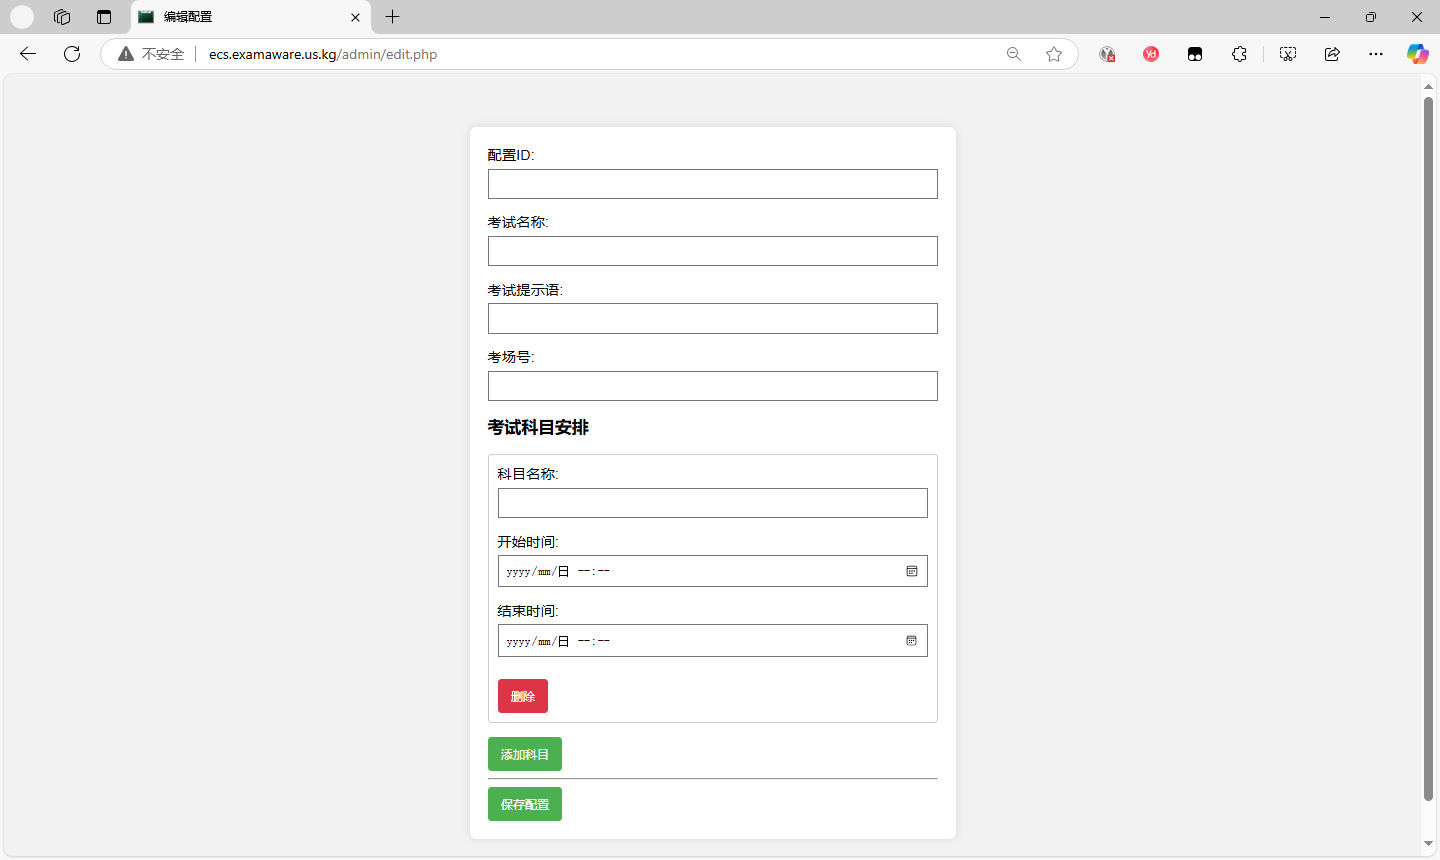 编辑配置
不安全
ecs.examaware.us.kg/admin/edit.php
配置ID:
考试名称:
考试提示语:
考场号:
考试科目安排
科目名称:
开始时间:
yyyy/mm/日 --:--
结束时间:
yyyy/mm/日 --:--
删除
添加科目
保存配置